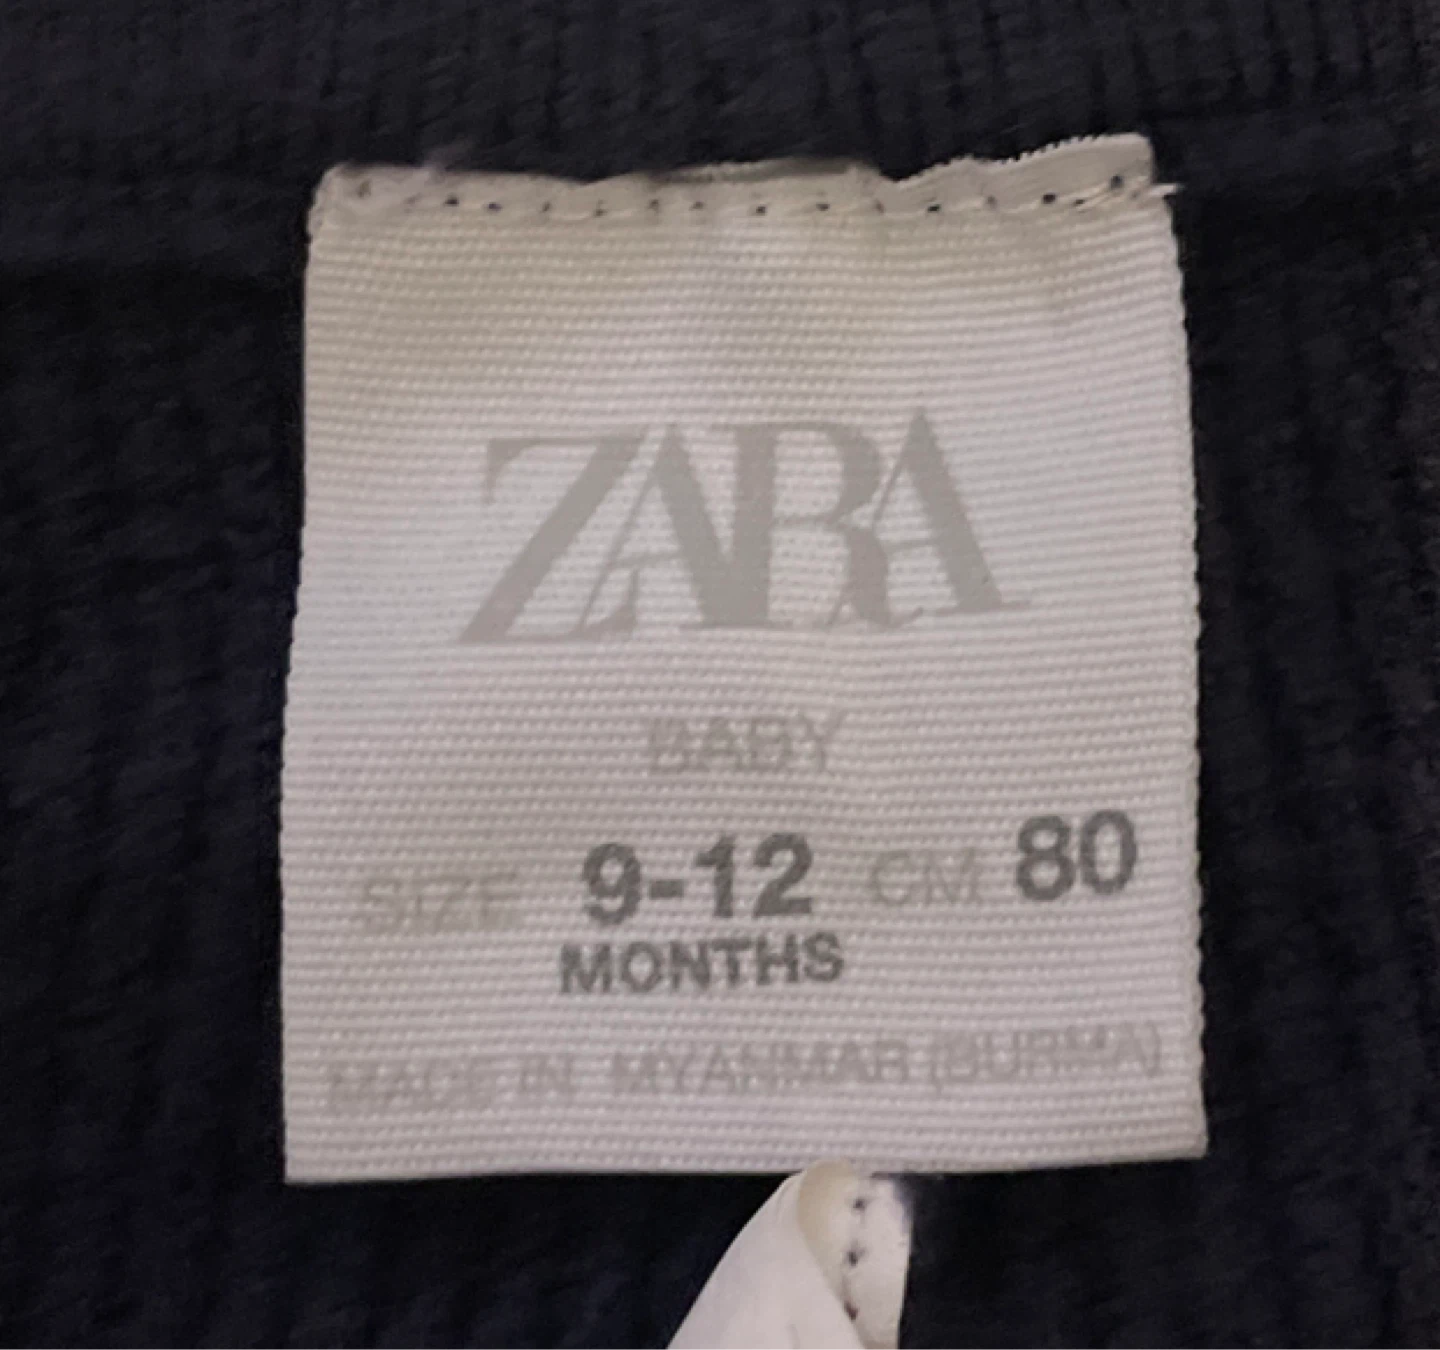 ZARA
BABY
SIZE 9-12 CM 80
MONTHS
MADE IN MYANMAR (BURMA)